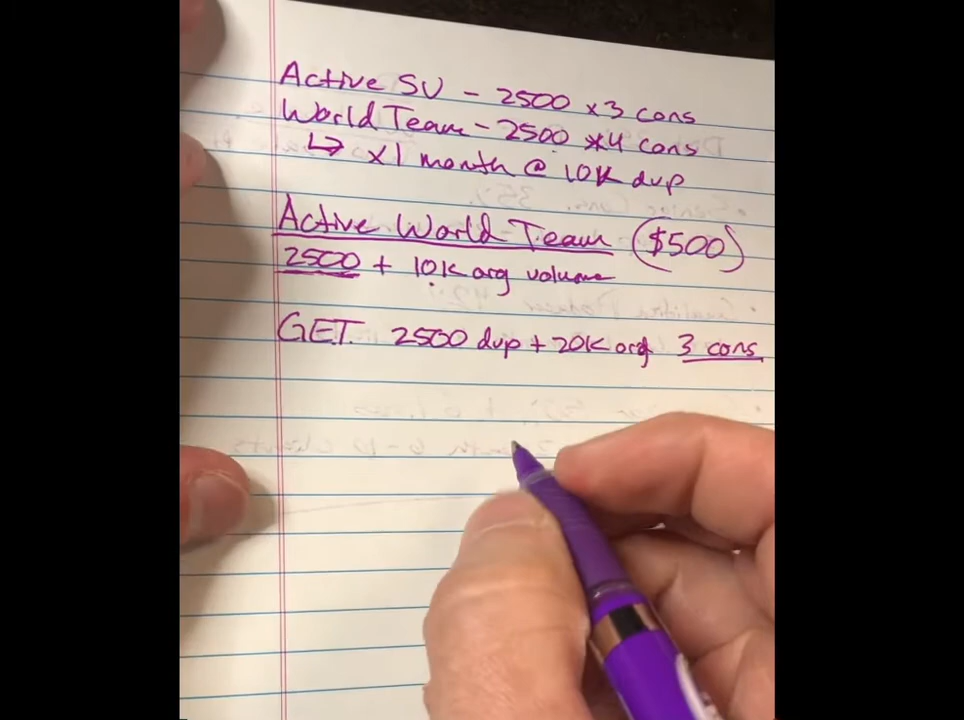 Active SV - 2500 x3 cons
World Team - 2500 x4 cons
↳ x1 month @ 10K dup
Active World Team ($500)
2500 + 10K org volume
GET 2500 dup + 20K org 3 cons